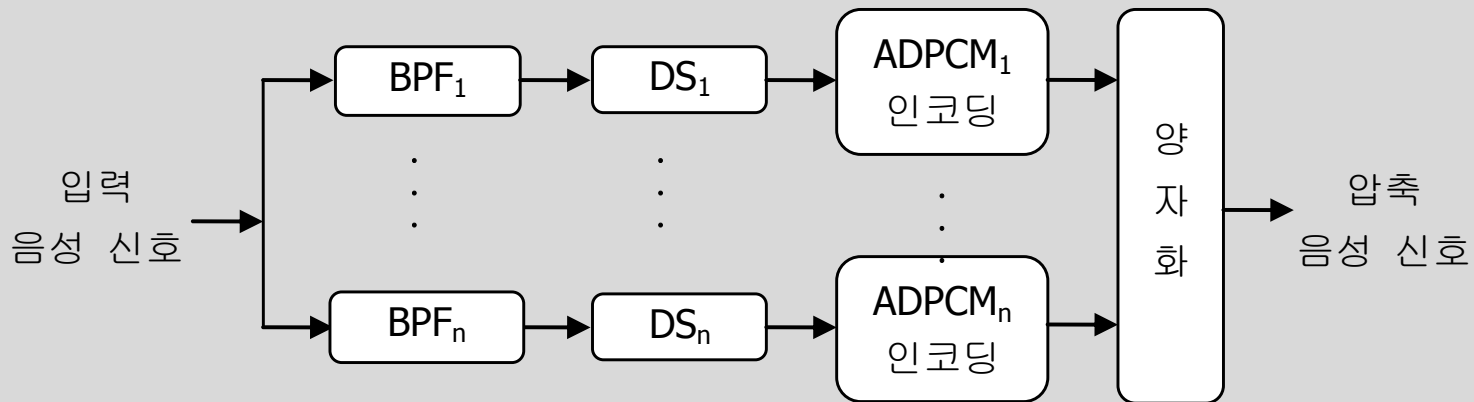 입력
음성 신호
BPF₁
DS₁
ADPCM₁
인코딩
BPFₙ
DSₙ
ADPCMₙ
인코딩
양
자
화
압축
음성 신호